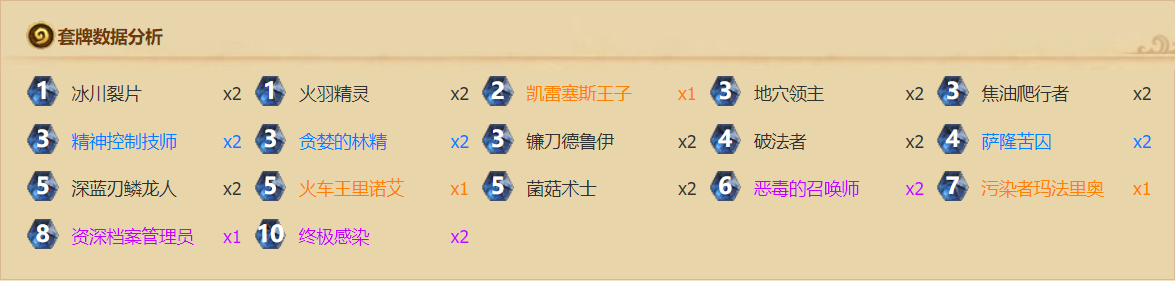 套牌数据分析
1 冰川裂片 x2 1 火羽精灵 x2 2 凯雷塞斯王子 x1 3 地穴领主 x2 3 焦油爬行者 x2
3 精神控制技师 x2 3 贪婪的林精 x2 3 镰刀德鲁伊 x2 4 破法者 x2 4 萨隆苦囚 x2
5 深蓝刃鳞龙人 x2 5 火车王里诺艾 x1 5 菌菇术士 x2 6 恶毒的召唤师 x2 7 污染者玛法里奥 x1
8 资深档案管理员 x1 10 终极感染 x2